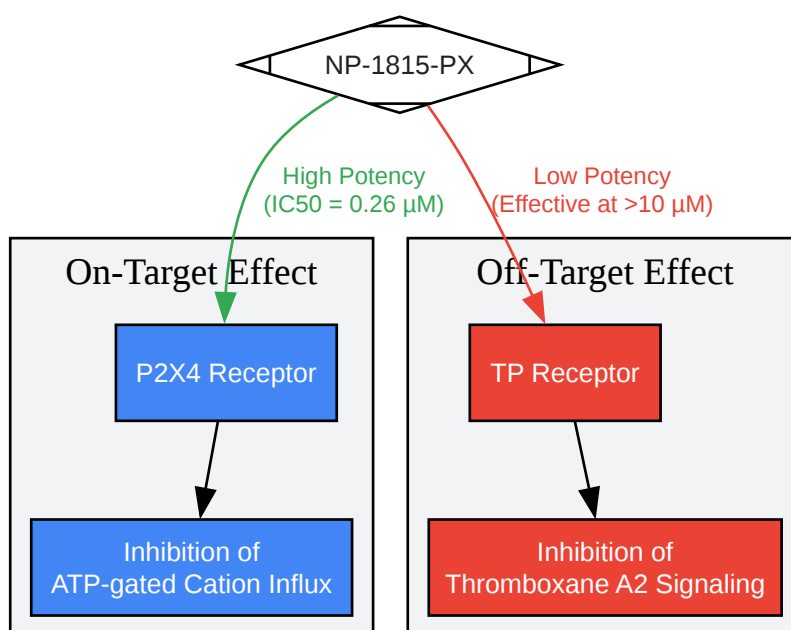 NP-1815-PX
High Potency
(IC50 = 0.26 µM)
Low Potency
(Effective at >10 µM)
On-Target Effect
Off-Target Effect
P2X4 Receptor
TP Receptor
Inhibition of
ATP-gated Cation Influx
Inhibition of
Thromboxane A2 Signaling